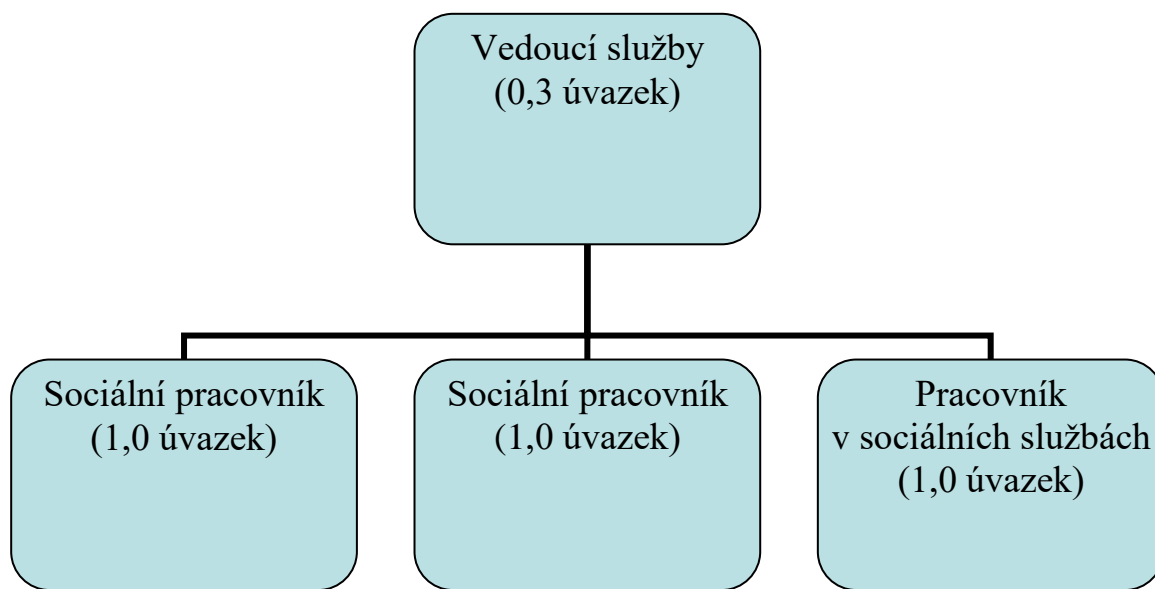 Vedoucí služby
(0,3 úvazek)
Sociální pracovník
(1,0 úvazek)
Sociální pracovník
(1,0 úvazek)
Pracovník
v sociálních službách
(1,0 úvazek)